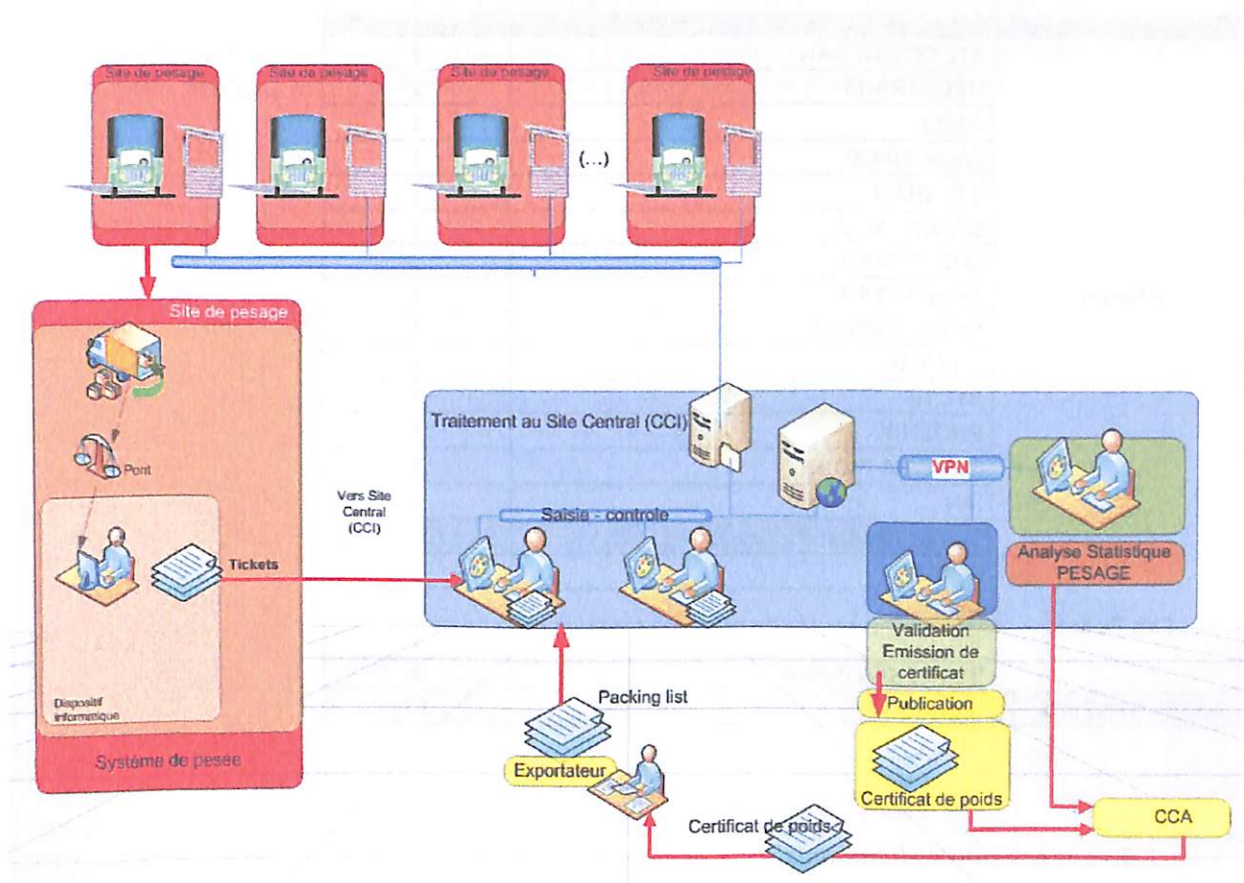 Site de pesage
Site de pesage
Site de pesage
Site de pesage
(...)
Site de pesage
Pont
Tickets
Dispositif
informatique
Système de pesée
Vers Site
Central
(CCI)
Traitement au Site Central (CCI)
Saisie - controle
VPN
Analyse Statistique
PESAGE
Validation
Emission de
certificat
Publication
Certificat de poids
Packing list
Exportateur
Certificat de poids
CCA